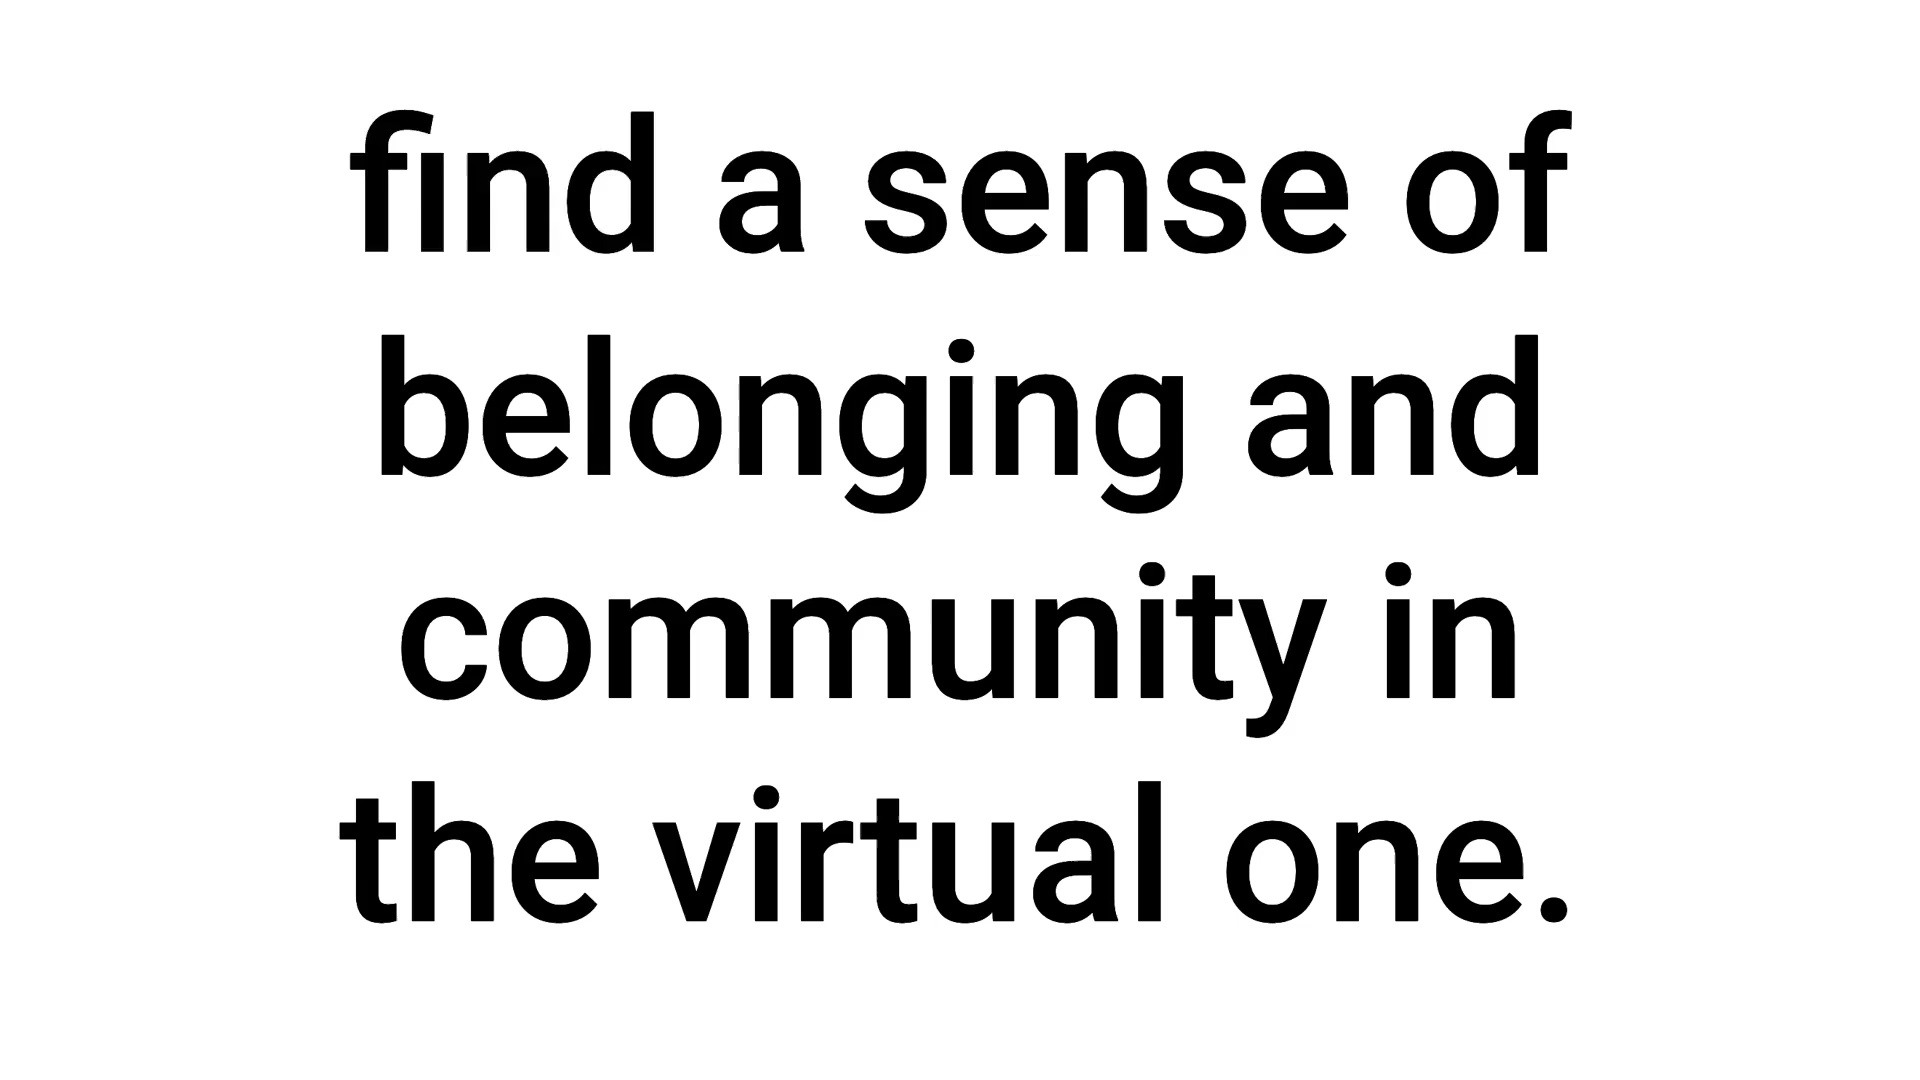 find a sense of
belonging and
community in
the virtual one.